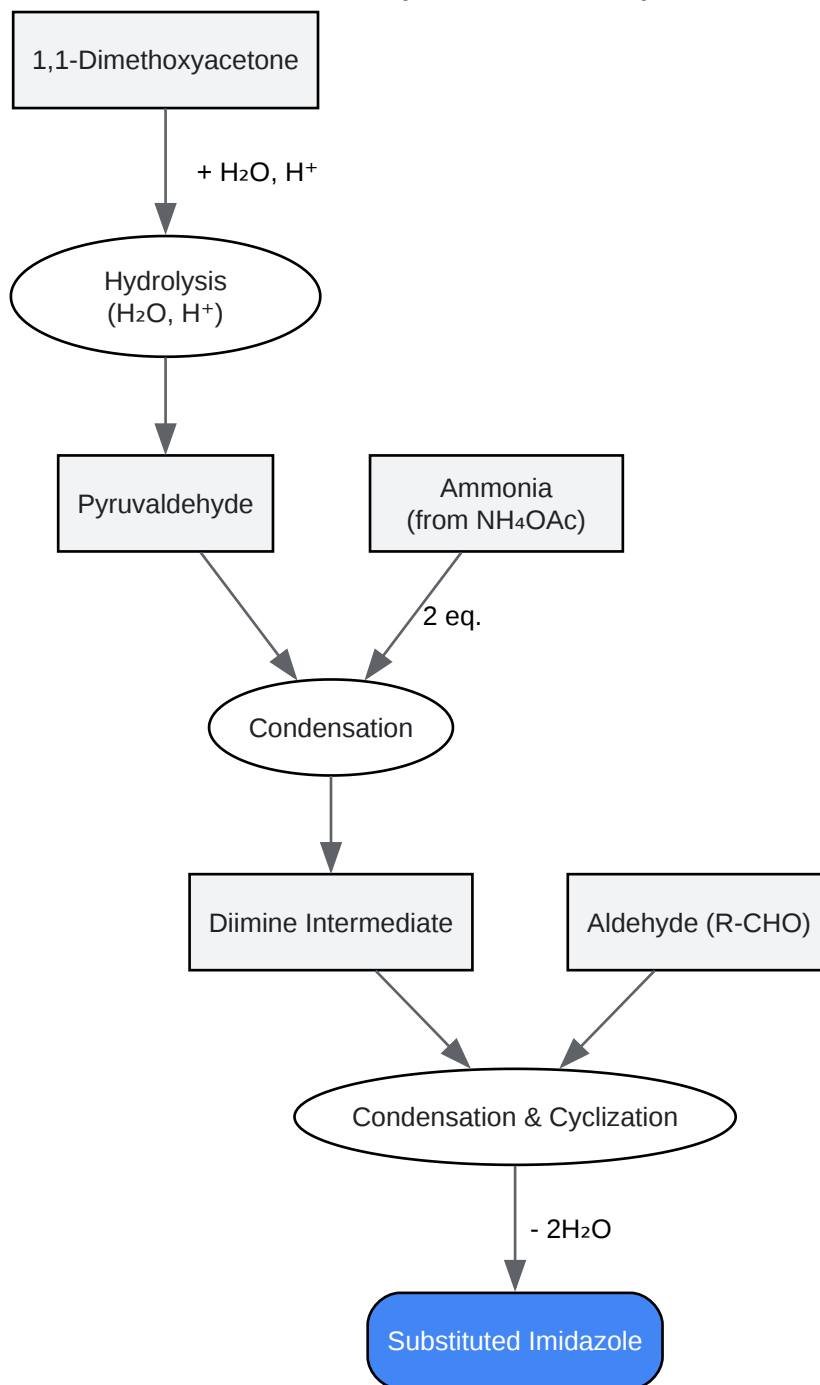 1,1-Dimethoxyacetone
+ H₂O, H⁺
Hydrolysis
(H₂O, H⁺)
Pyruvaldehyde
Ammonia
(from NH₄OAc)
2 eq.
Condensation
Diimine Intermediate
Aldehyde (R-CHO)
Condensation & Cyclization
- 2H₂O
Substituted Imidazole